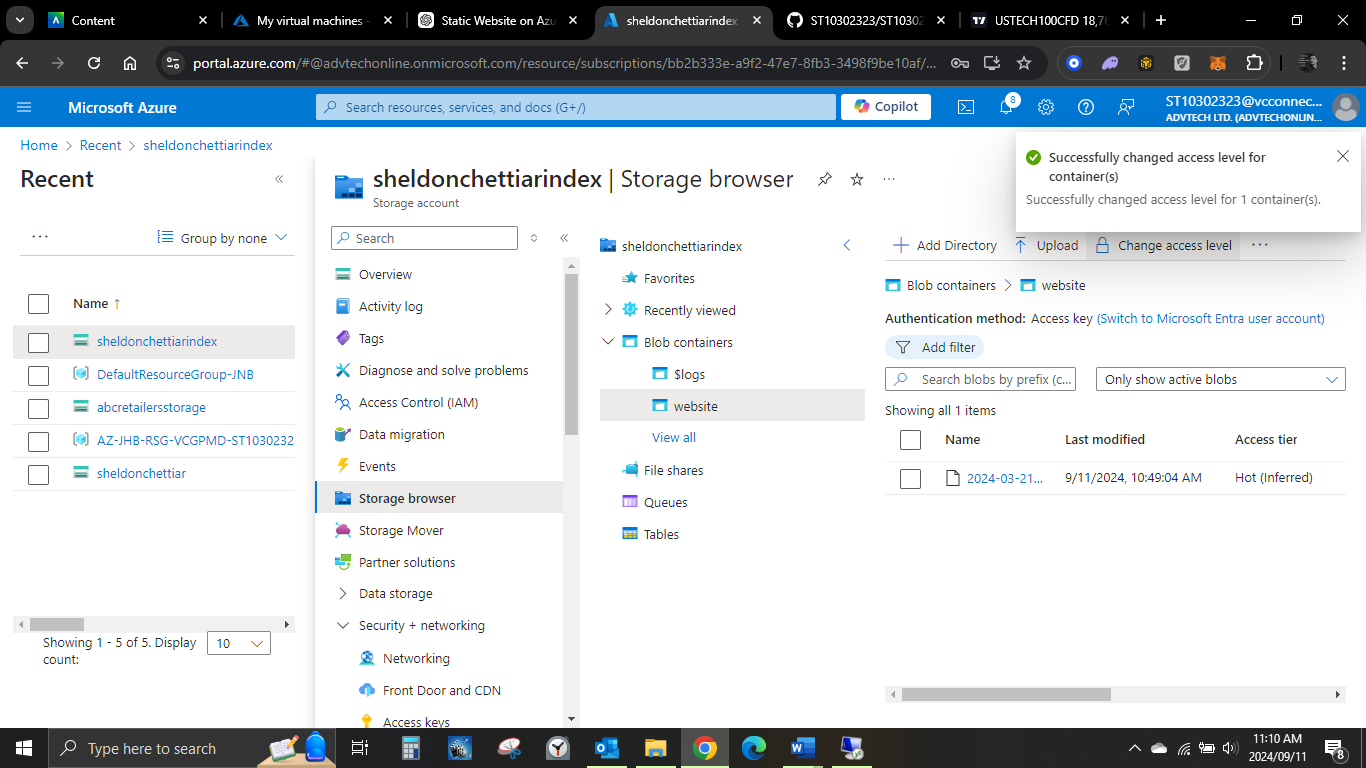 Content
My virtual machines -
Static Website on Azu
sheldonchettiarindex
ST10302323/ST10302
USTECH100CFD 18,76
portal.azure.com/#@advtechonline.onmicrosoft.com/resource/subscriptions/bb2b333e-a9f2-47e7-8fb3-3498f9be10af/...
Microsoft Azure
Search resources, services, and docs (G+/)
Copilot
8
ST10302323@vcconnec...
ADVTECH LTD. (ADVTECHONLIN...
Home > Recent > sheldonchettiarindex
Successfully changed access level for
container(s)
Successfully changed access level for 1 container(s).
Recent
...
Group by none
Name ↑
sheldonchettiarindex
DefaultResourceGroup-JNB
abcretailersstorage
AZ-JHB-RSG-VCGPMD-ST1030232
sheldonchettiar
Showing 1 - 5 of 5. Display
count:
10
sheldonchettiarindex | Storage browser
...
Storage account
Search
Overview
Activity log
Tags
Diagnose and solve problems
Access Control (IAM)
Data migration
Events
Storage browser
Storage Mover
Partner solutions
Data storage
Security + networking
Networking
Front Door and CDN
Access keys
sheldonchettiarindex
Favorites
Recently viewed
Blob containers
$logs
website
View all
File shares
Queues
Tables
Add Directory
Upload
Change access level
...
Blob containers > website
Authentication method: Access key (Switch to Microsoft Entra user account)
Add filter
Search blobs by prefix (c...
Only show active blobs
Showing all 1 items
Name Last modified Access tier
2024-03-21... 9/11/2024, 10:49:04 AM Hot (Inferred)
Type here to search
11:10 AM
2024/09/11
8